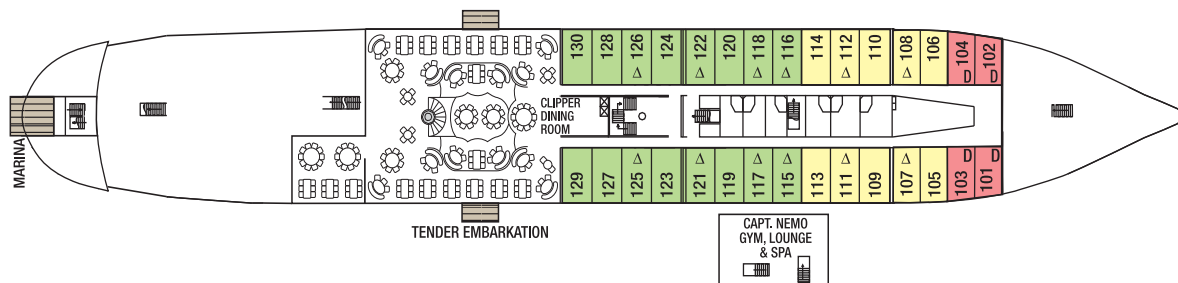 130 128 126 124 122 120 118 116 114 112 110 108 106 104 102
Δ Δ Δ Δ Δ Δ D D
MARINA
CLIPPER
DINING
ROOM
Δ Δ Δ Δ Δ Δ D D
129 127 125 123 121 119 117 115 113 111 109 107 105 103 101
TENDER EMBARKATION
CAPT. NEMO
GYM, LOUNGE
& SPA